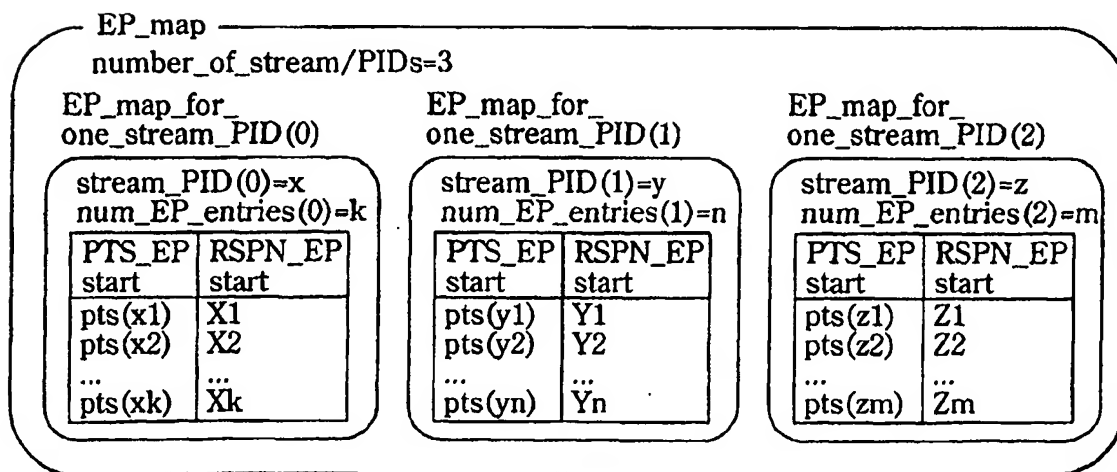 EP_map
number_of_stream/PIDs=3
EP_map_for_
one_stream_PID(0)
stream_PID(0)=x
num_EP_entries(0)=k
PTS_EP RSPN_EP
start start
pts(x1) X1
pts(x2) X2
... ...
pts(xk) Xk
EP_map_for_
one_stream_PID(1)
stream_PID(1)=y
num_EP_entries(1)=n
PTS_EP RSPN_EP
start start
pts(y1) Y1
pts(y2) Y2
... ...
pts(yn) Yn
EP_map_for_
one_stream_PID(2)
stream_PID(2)=z
num_EP_entries(2)=m
PTS_EP RSPN_EP
start start
pts(z1) Z1
pts(z2) Z2
... ...
pts(zm) Zm